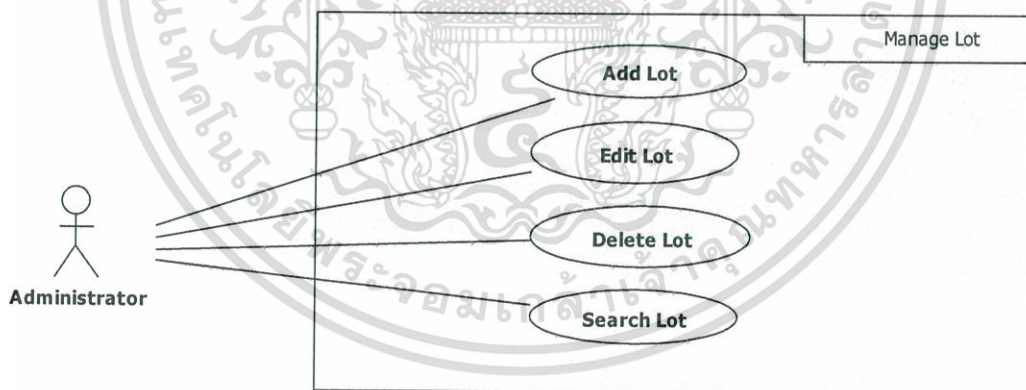 Manage Lot
Add Lot
Edit Lot
Delete Lot
Search Lot
Administrator